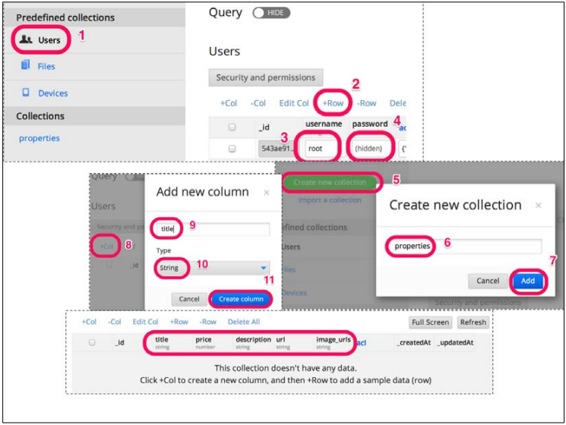 Predefined collections
Users 1
Files
Devices
Collections
properties
Query HIDE
Users
Security and permissions
2
+Col -Col Edit Col +Row -Row Dele
_id username password 4 ac
543ae91... 3 root (hidden) ("
Query
Users
Security and pe
+Col 8
_id
Add new column ×
title 9
Type
String 10
11
Cancel Create column
Create new collection 5
Import a collection
efined collections
Users
Files
Devices
Create new collection ×
properties 6
7
Cancel Add
Security and permissions
+Col -Col Edit Col +Row -Row Delete All Full Screen Refresh
_id title price description url image_urls acl _createdAt _updatedAt
string number string string string
This collection doesn't have any data.
Click +Col to create a new column, and then +Row to add a sample data (row)